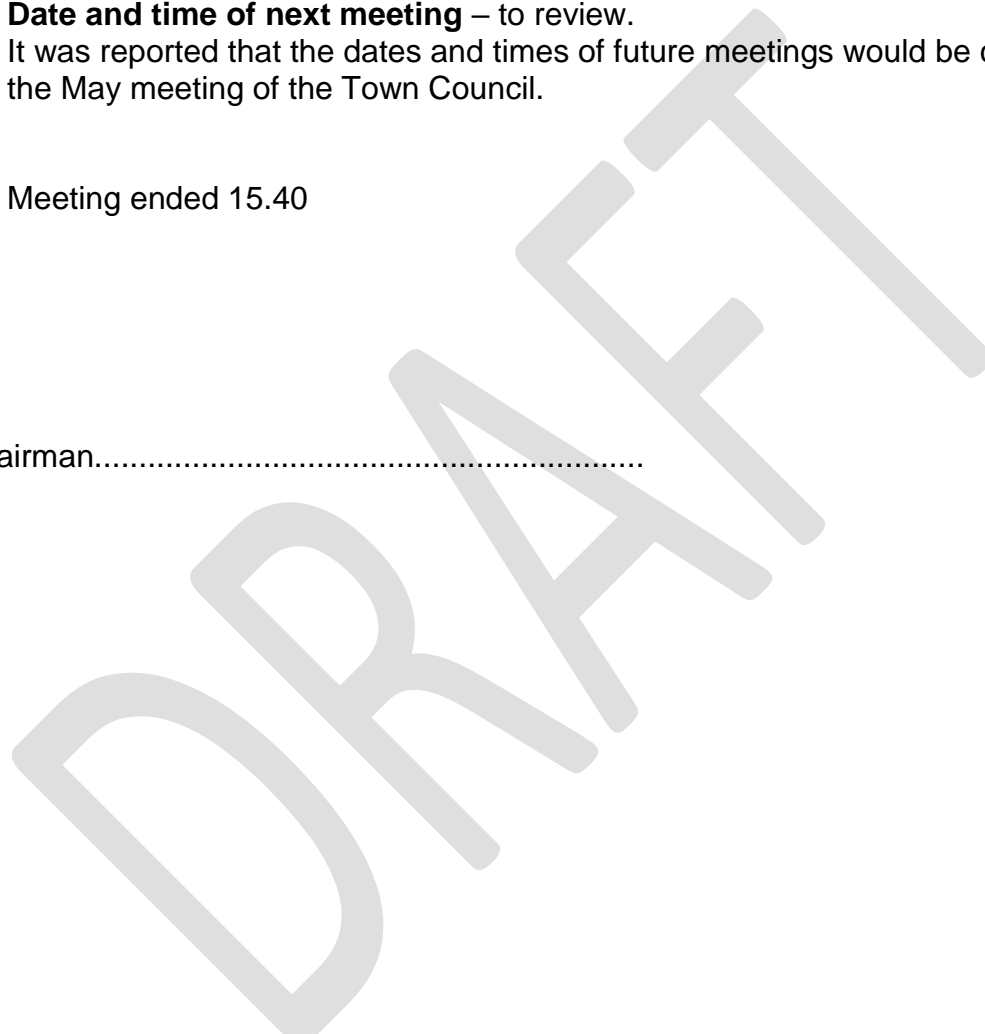 Date and time of next meeting – to review.
It was reported that the dates and times of future meetings would be
the May meeting of the Town Council.
Meeting ended 15.40
airman..............................................................
DRAFT